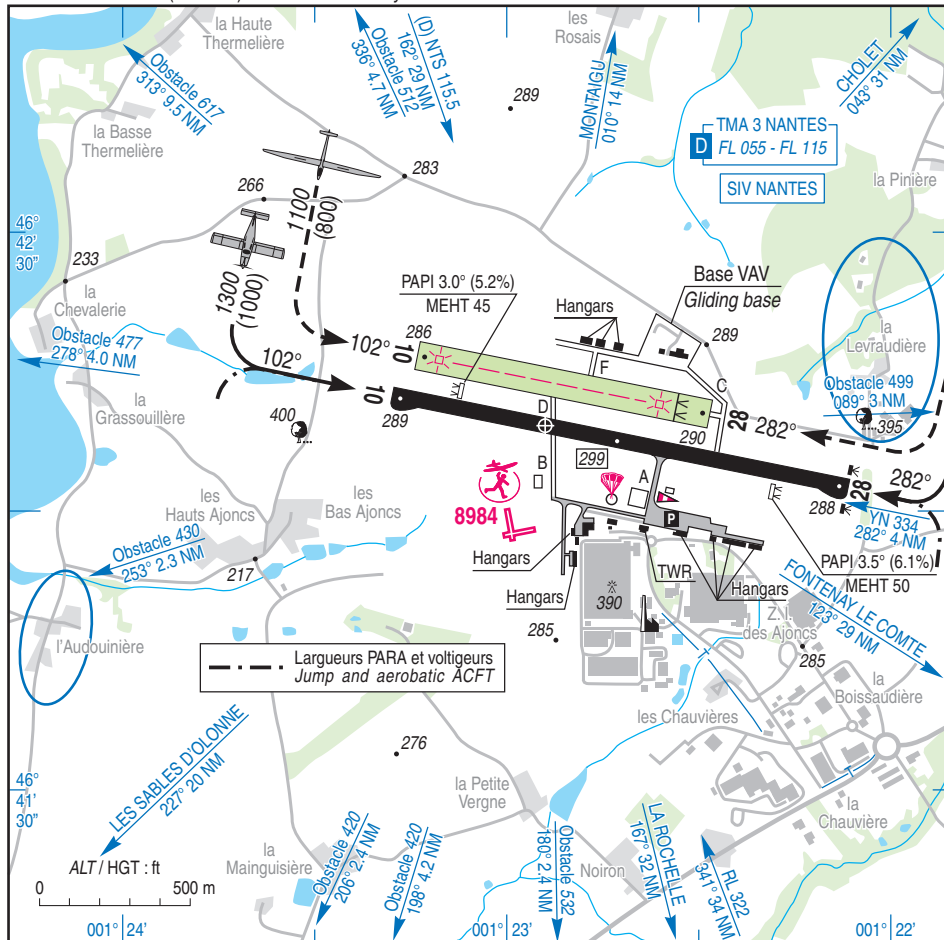 la Haute
Thermelière
les
Rosais
Obstacle 617
313° 9.5 NM
Obstacle 512
336° 4.7 NM
(D) NTS 115.5
162° 29 NM
MONTAIGU
010° 14 NM
CHOLET
043° 31 NM
289
TMA 3 NANTES
D
FL 055 - FL 115
SIV NANTES
la Basse
Thermelière
283
la Pinière
266
1100
(800)
46°
42'
30"
1300
(1000)
233
la
Chevalerie
PAPI 3.0° (5.2%)
MEHT 45
Base VAV
Gliding base
Hangars
289
la
Levraudière
Obstacle 477
278° 4.0 NM
102°
102°
10
286
F
C
Obstacle 499
089° 3 NM
la
Grassouillère
10
289
D
28
282°
395
400
290
299
B
A
28
282°
288
les
Hauts Ajoncs
les
Bas Ajoncs
8984
P
YN 334
282° 4 NM
Obstacle 430
253° 2.3 NM
217
Hangars
TWR
Hangars
PAPI 3.5° (6.1%)
MEHT 50
Hangars
390
Z.I.
des Ajoncs
FONTENAY LE COMTE
123° 29 NM
l'Audouinière
285
285
Largueurs PARA et voltigeurs
Jump and aerobatic ACFT
la
Boissaudière
les Chauvières
276
LES SABLES D'OLONNE
227° 20 NM
46°
41'
30"
la Petite
Vergne
la
Chauvière
ALT / HGT : ft
0
500 m
la
Mainguisière
Obstacle 420
206° 2.4 NM
Obstacle 420
198° 4.2 NM
Obstacle 532
180° 2.4 NM
Noiron
LA ROCHELLE
167° 32 NM
RL 322
341° 34 NM
001° 24'
001° 23'
001° 22'